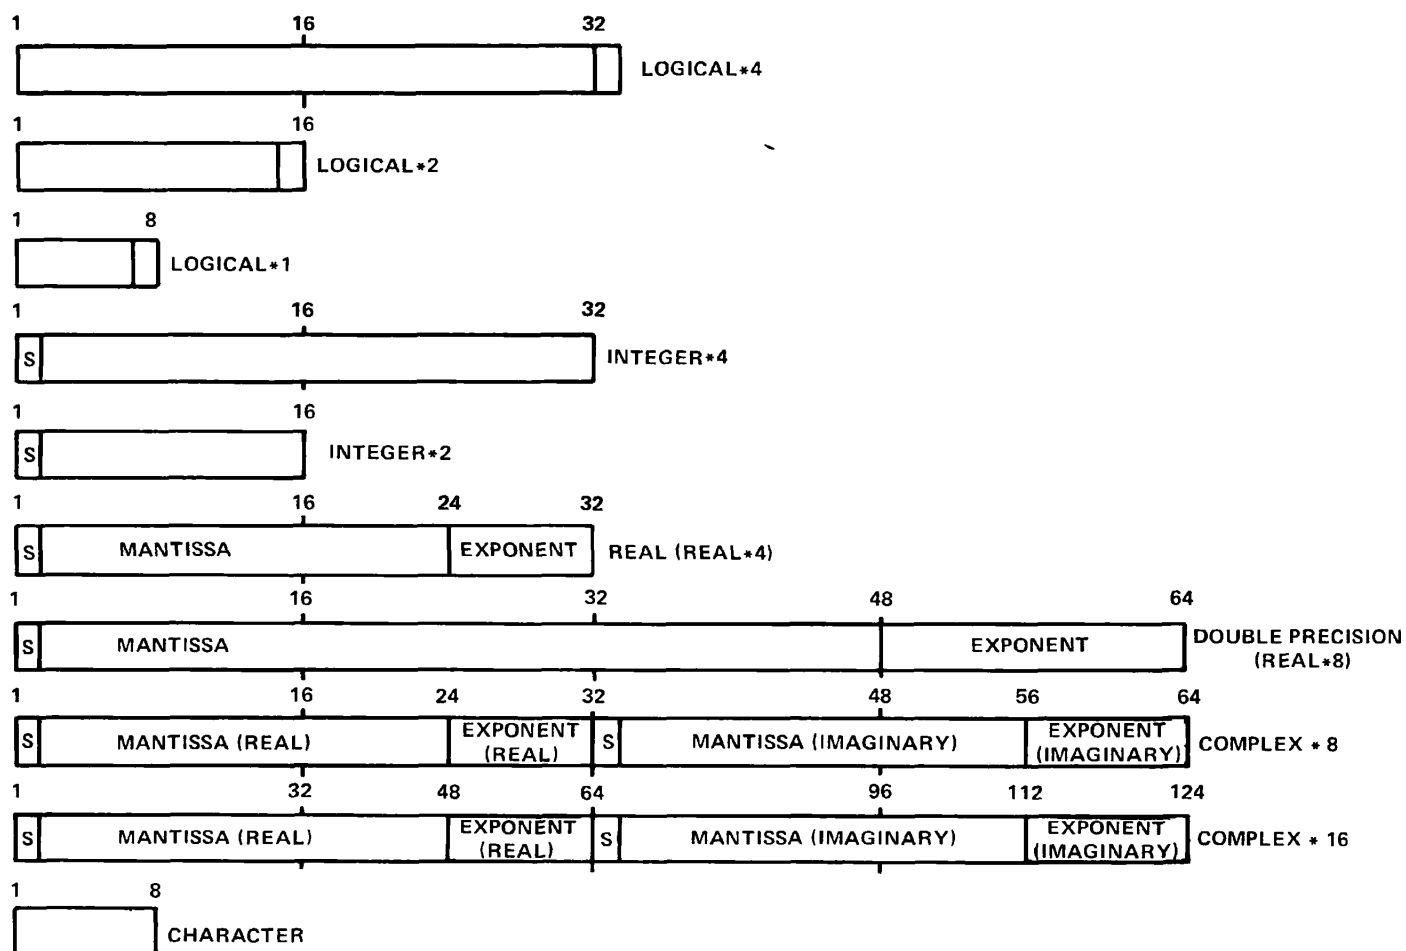 1 16 32
LOGICAL*4
1 16
LOGICAL*2
1 8
LOGICAL*1
1 16 32
S INTEGER*4
1 16
S INTEGER*2
1 16 24 32
S MANTISSA EXPONENT REAL (REAL*4)
1 16 32 48 64
S MANTISSA EXPONENT DOUBLE PRECISION
(REAL*8)
1 16 24 32 48 56 64
S MANTISSA (REAL) EXPONENT S MANTISSA (IMAGINARY) EXPONENT COMPLEX * 8
(REAL) (IMAGINARY)
1 32 48 64 96 112 124
S MANTISSA (REAL) EXPONENT S MANTISSA (IMAGINARY) EXPONENT COMPLEX * 16
(REAL) (IMAGINARY)
1 8
CHARACTER